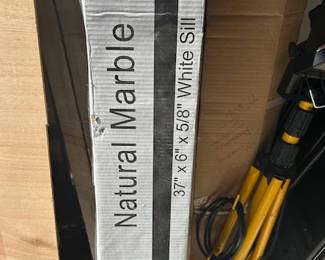 Natural Marble
37" x 6" x 5/8" White Sill